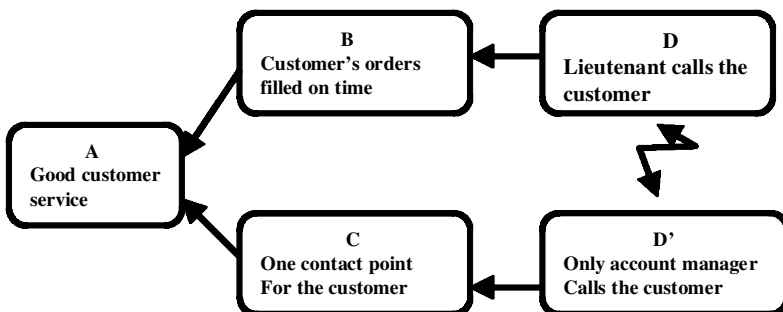 B
Customer's orders
filled on time
D
Lieutenant calls the
customer
A
Good customer
service
C
One contact point
For the customer
D'
Only account manager
Calls the customer